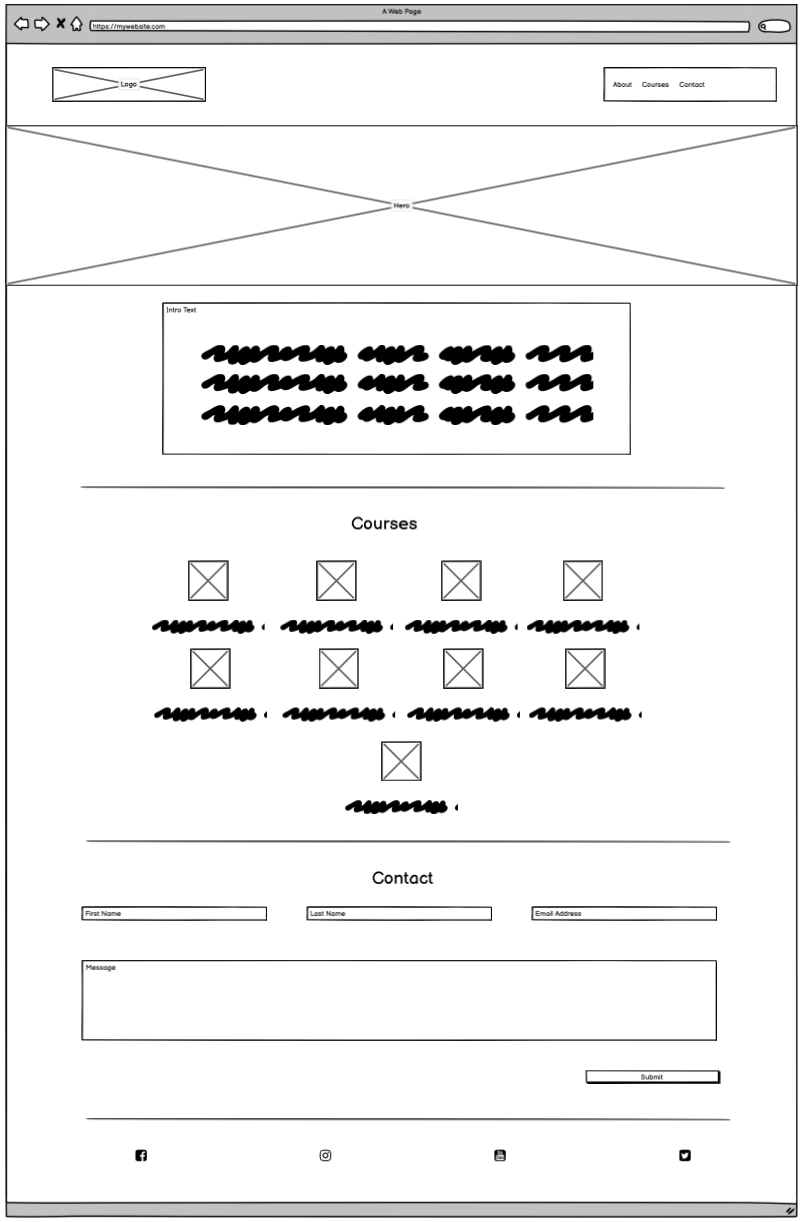 A Web Page
https://mywebsite.com
Logo
About Courses Contact
Hero
Intro Text
Courses
Contact
First Name
Last Name
Email Address
Message
Submit